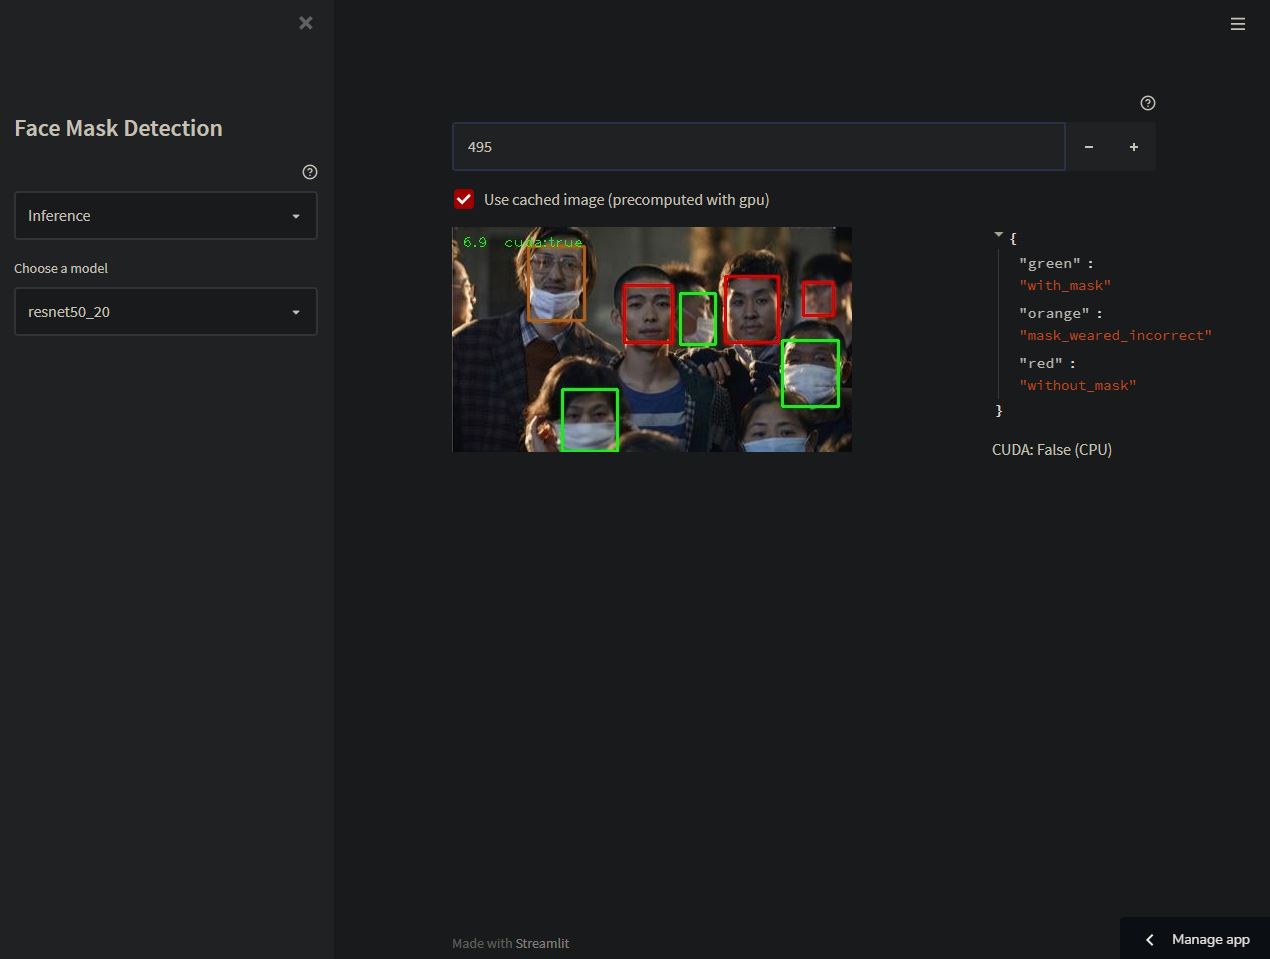 Face Mask Detection
Inference
Choose a model
resnet50_20
495
Use cached image (precomputed with gpu)
6.9 cuda:true
{
"green" :
"with_mask"
"orange" :
"mask_weared_incorrect"
"red" :
"without_mask"
}
CUDA: False (CPU)
Made with Streamlit
Manage app